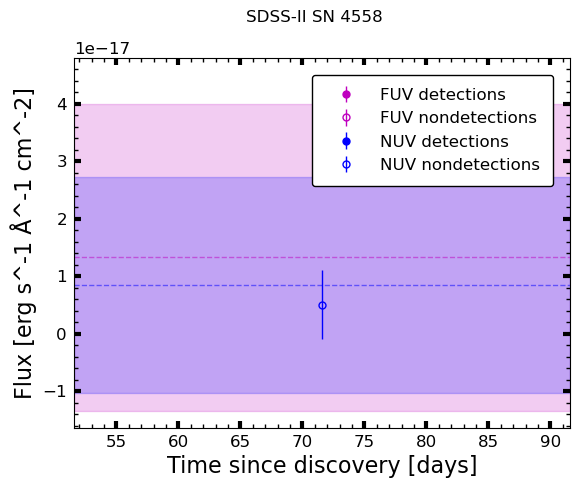 SDSS-II SN 4558
1e−17
FUV detections
FUV nondetections
NUV detections
NUV nondetections
4
3
2
1
0
−1
Flux [erg s^-1 Å^-1 cm^-2]
55 60 65 70 75 80 85 90
Time since discovery [days]